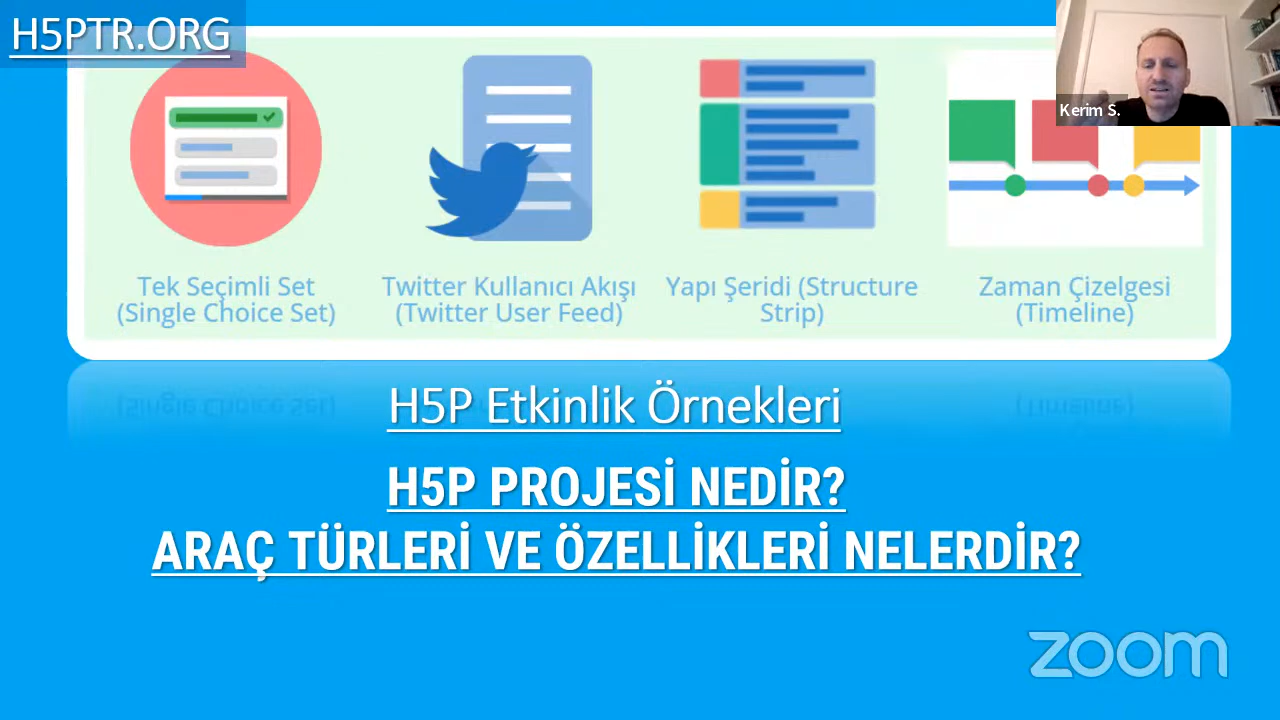 H5PTR.ORG
Kerim S.
Tek Seçimli Set
(Single Choice Set)
Twitter Kullanıcı Akışı
(Twitter User Feed)
Yapı Şeridi (Structure
Strip)
Zaman Çizelgesi
(Timeline)
H5P Etkinlik Örnekleri
H5P PROJESİ NEDİR?
ARAÇ TÜRLERİ VE ÖZELLİKLERİ NELERDİR?
zoom